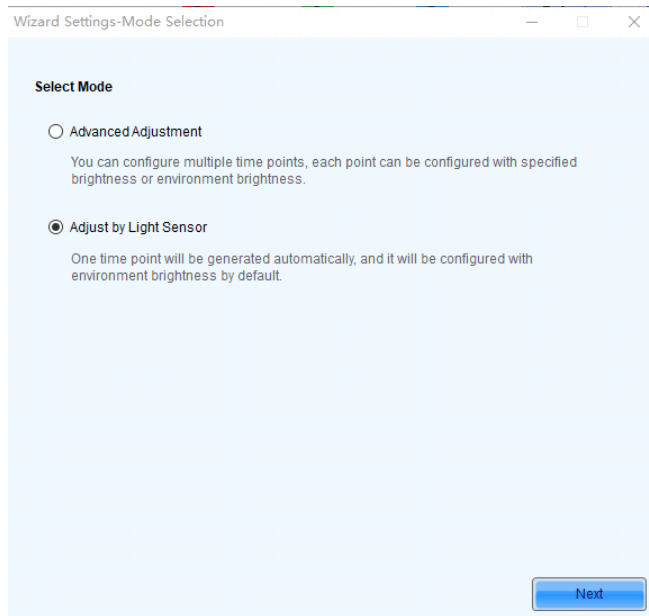 Wizard Settings-Mode Selection
Select Mode
Advanced Adjustment
You can configure multiple time points, each point can be configured with specified
brightness or environment brightness.
Adjust by Light Sensor
One time point will be generated automatically, and it will be configured with
environment brightness by default.
Next